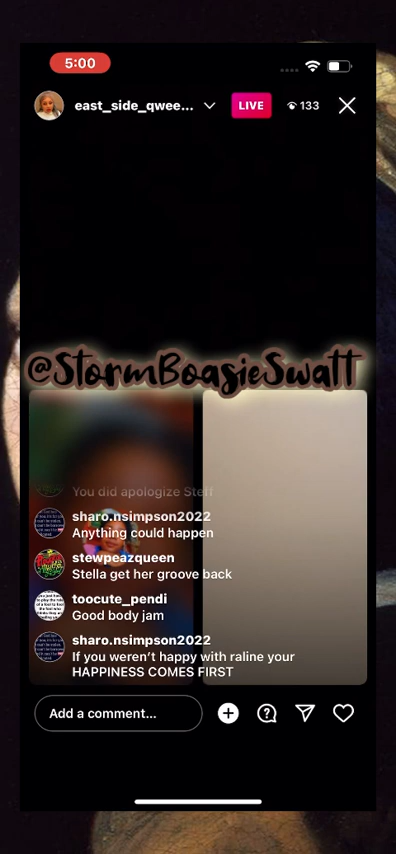 5:00
east_side_qwee...
LIVE
133
@StormBoasieSwatt
You did apologize Steff
sharo.nsimpson2022
Anything could happen
stewpeazqueen
Stella get her groove back
toocute_pendi
Good body jam
sharo.nsimpson2022
If you weren't happy with raline your
HAPPINESS COMES FIRST
Add a comment...